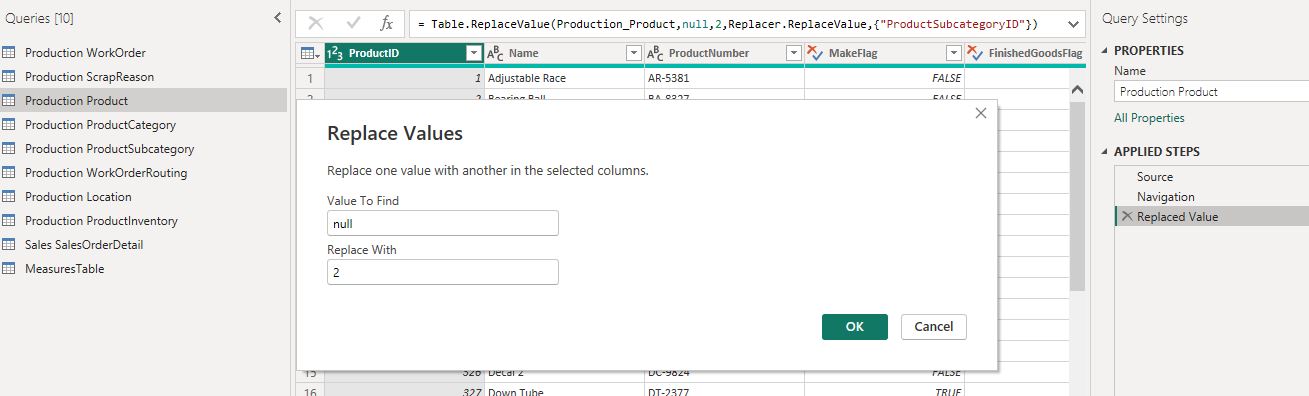 Queries [10]
Production WorkOrder
Production ScrapReason
Production Product
Production ProductCategory
Production ProductSubcategory
Production WorkOrderRouting
Production Location
Production ProductInventory
Sales SalesOrderDetail
MeasuresTable
fx = Table.ReplaceValue(Production_Product,null,2,Replacer.ReplaceValue,{"ProductSubcategoryID"})
123 ProductID ABC Name ABC ProductNumber MakeFlag FinishedGoodsFlag
1 1 Adjustable Race AR-5381 FALSE
2 2 Bearing Ball BA-8327 FALSE
Replace Values
Replace one value with another in the selected columns.
Value To Find
null
Replace With
2
OK Cancel
15 326 Decal 2 DC-9824 FALSE
16 327 Down Tube DT-2377 TRUE
Query Settings
PROPERTIES
Name
Production Product
All Properties
APPLIED STEPS
Source
Navigation
Replaced Value